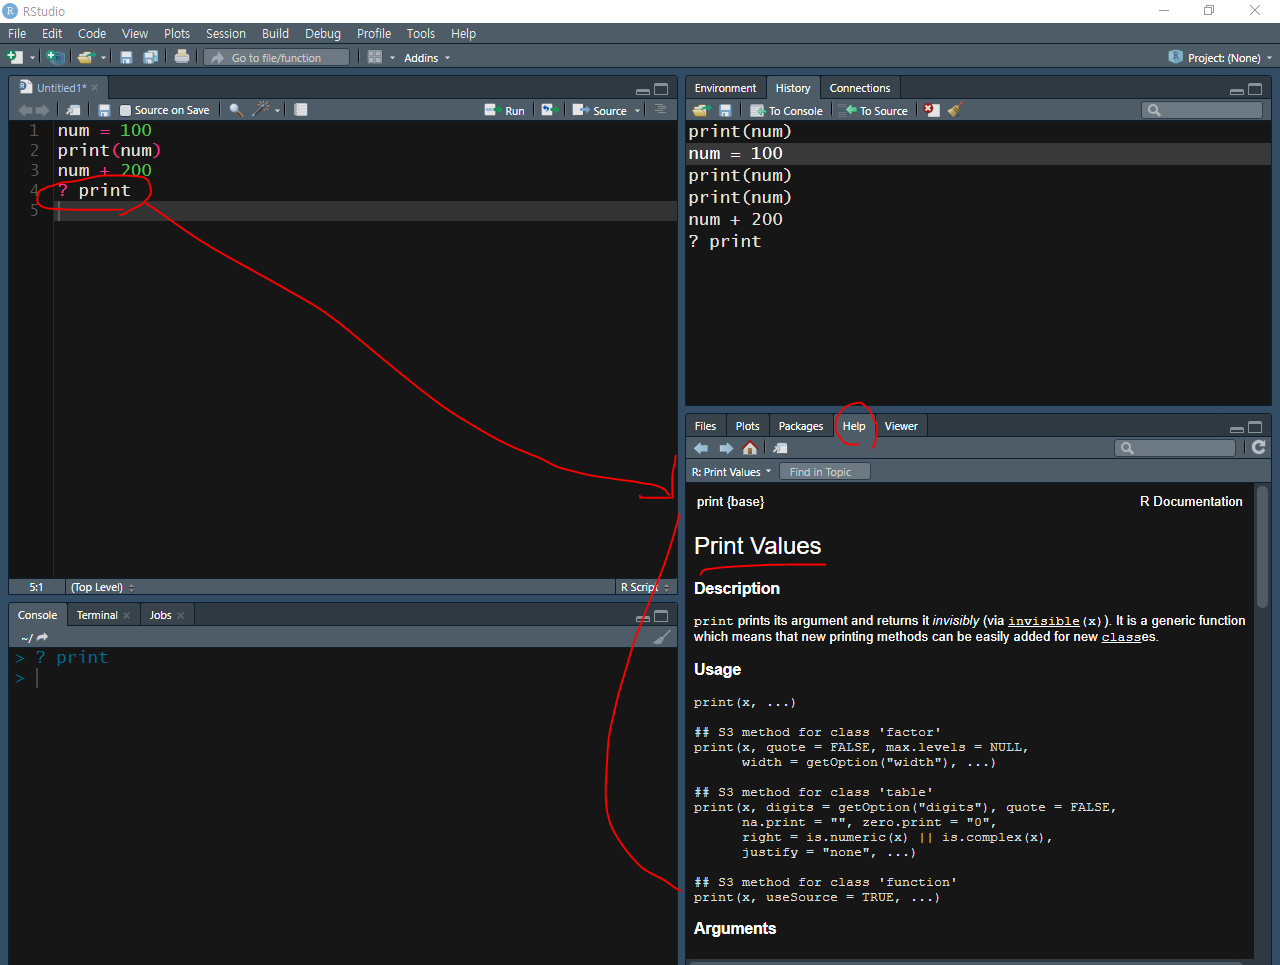 RStudio
File Edit Code View Plots Session Build Debug Profile Tools Help
Go to file/function Addins Project: (None)
Untitled1*
Source on Save Run Source
1 num = 100
2 print(num)
3 num + 200
4 ? print
5
5:1 (Top Level) R Script
Console Terminal Jobs
~/
> ? print
>
Environment History Connections
To Console To Source
print(num)
num = 100
print(num)
print(num)
num + 200
? print
Files Plots Packages Help Viewer
R: Print Values Find in Topic
print {base} R Documentation
Print Values
Description
print prints its argument and returns it invisibly (via invisible(x)). It is a generic function
which means that new printing methods can be easily added for new classes.
Usage
print(x, ...)
## S3 method for class 'factor'
print(x, quote = FALSE, max.levels = NULL,
width = getOption("width"), ...)
## S3 method for class 'table'
print(x, digits = getOption("digits"), quote = FALSE,
na.print = "", zero.print = "0",
right = is.numeric(x) || is.complex(x),
justify = "none", ...)
## S3 method for class 'function'
print(x, useSource = TRUE, ...)
Arguments